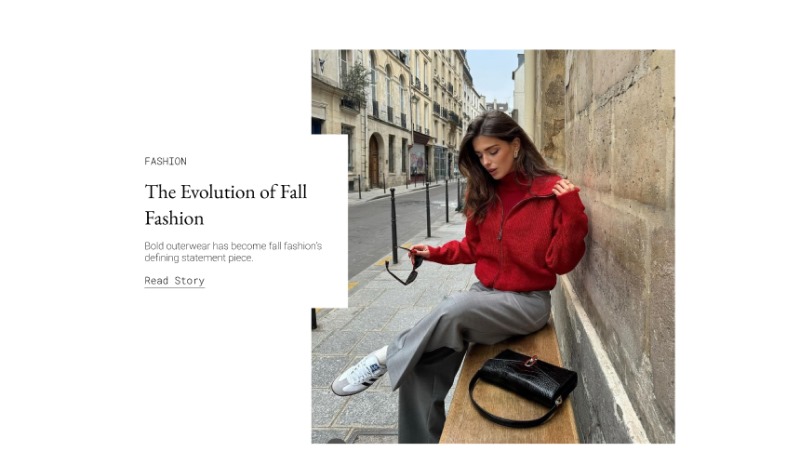 FASHION
The Evolution of Fall
Fashion
Bold outerwear has become fall fashion's
defining statement piece.
Read Story